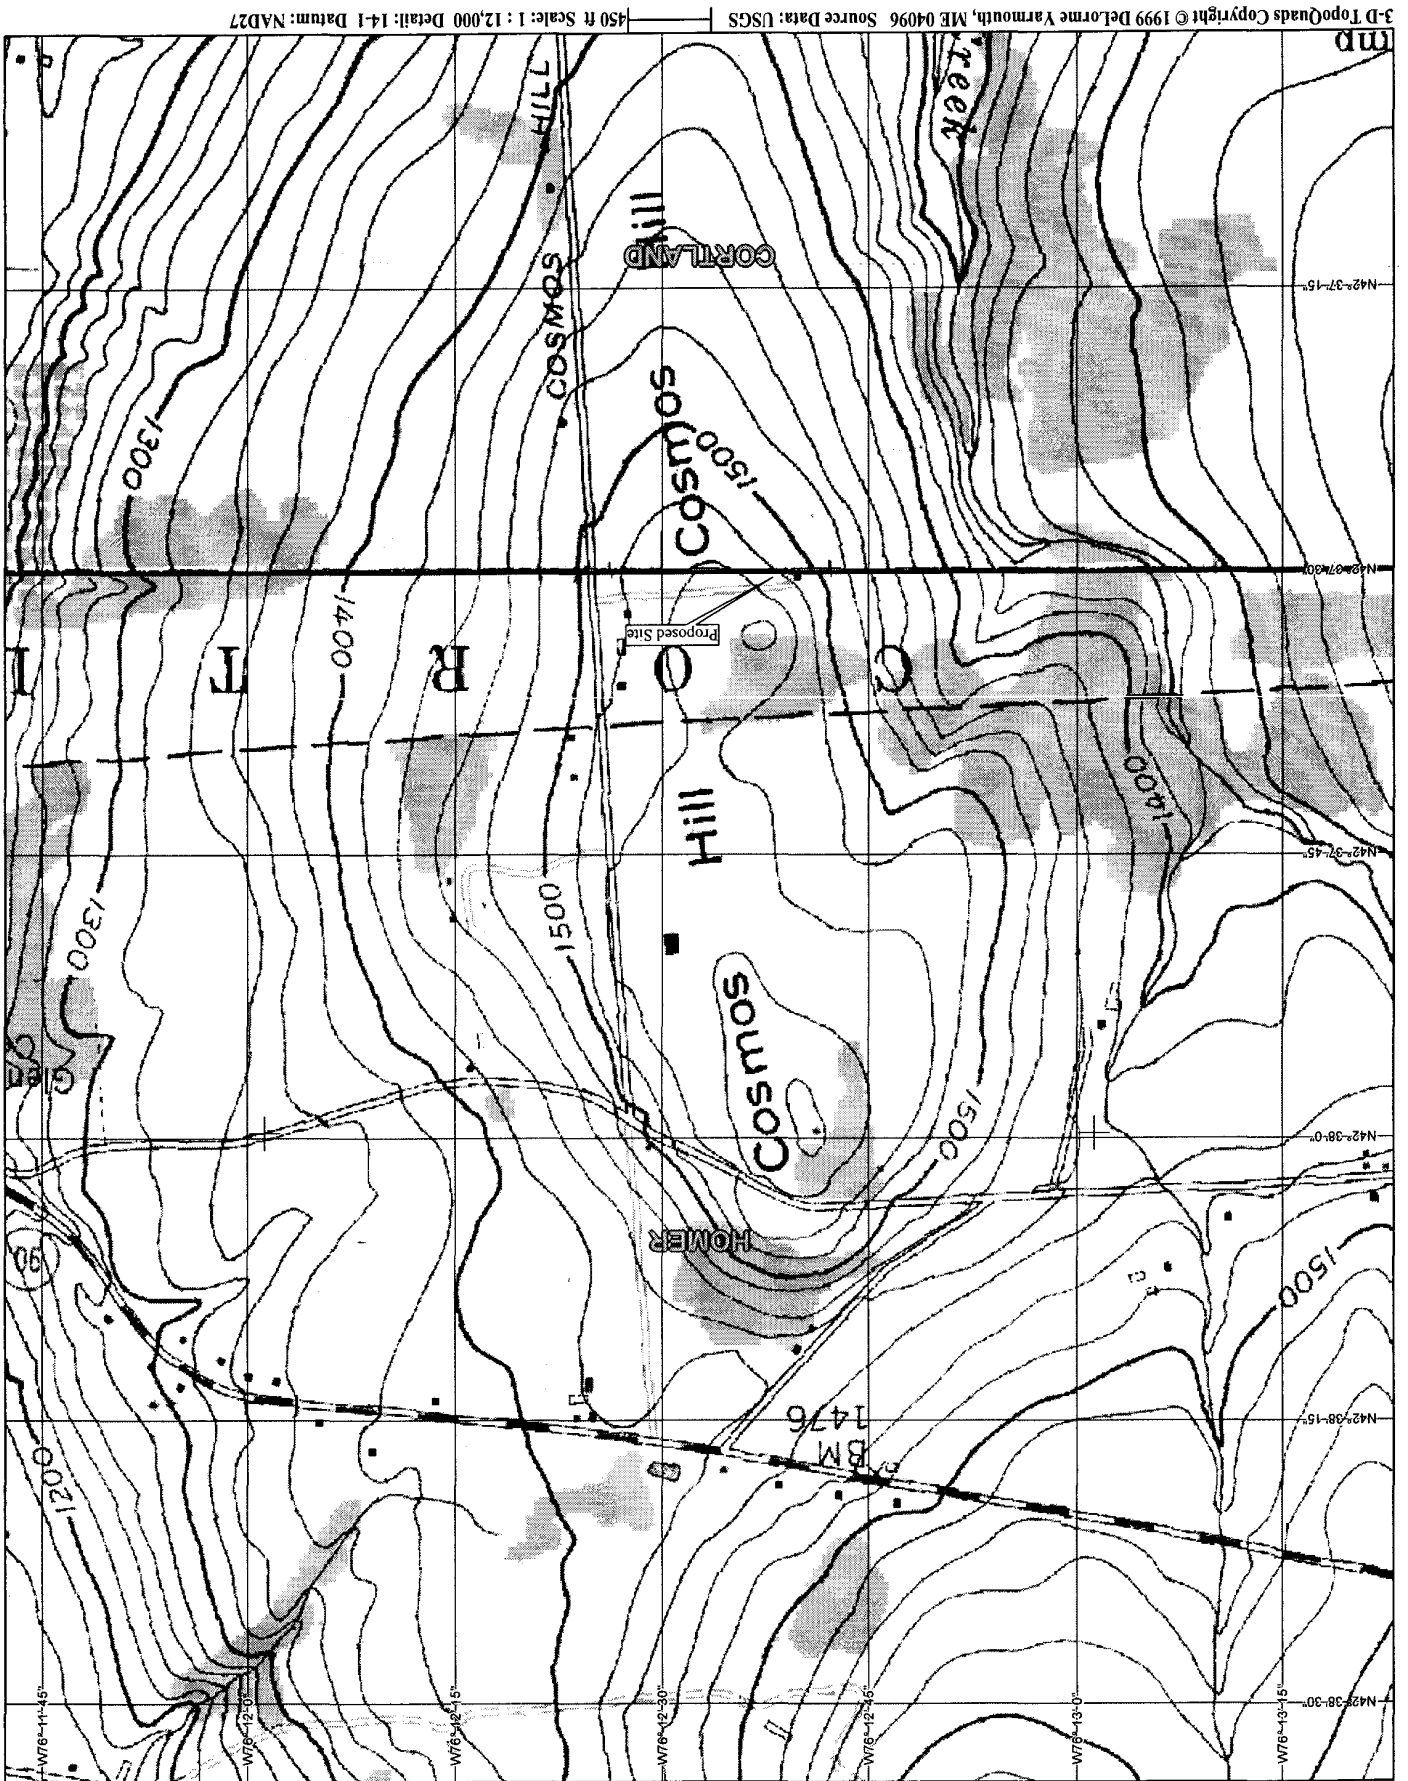 W76° 13' 15"
W76° 13' 0"
W76° 12' 45"
W76° 12' 30"
W76° 12' 15"
W76° 12' 0"
W76° 11' 45"
N42° 38' 30"
1200
BM
1476
N42° 38' 15"
1500
90
HOMER
N42° 38' 0"
1500
Cosmos
Glen
1300
1500
N42° 37' 45"
1400
Hill
C O R T L
Proposed Site
1400
N42° 37' 30"
1300
1500
Cosmos
Hill
COSMOS HILL
N42° 37' 15"
CORTLAND
reek
mp
3-D TopoQuads Copyright © 1999 DeLorme Yarmouth, ME 04096 Source Data: USGS 450 ft Scale: 1 : 12,000 Detail: 14-1 Datum: NAD27